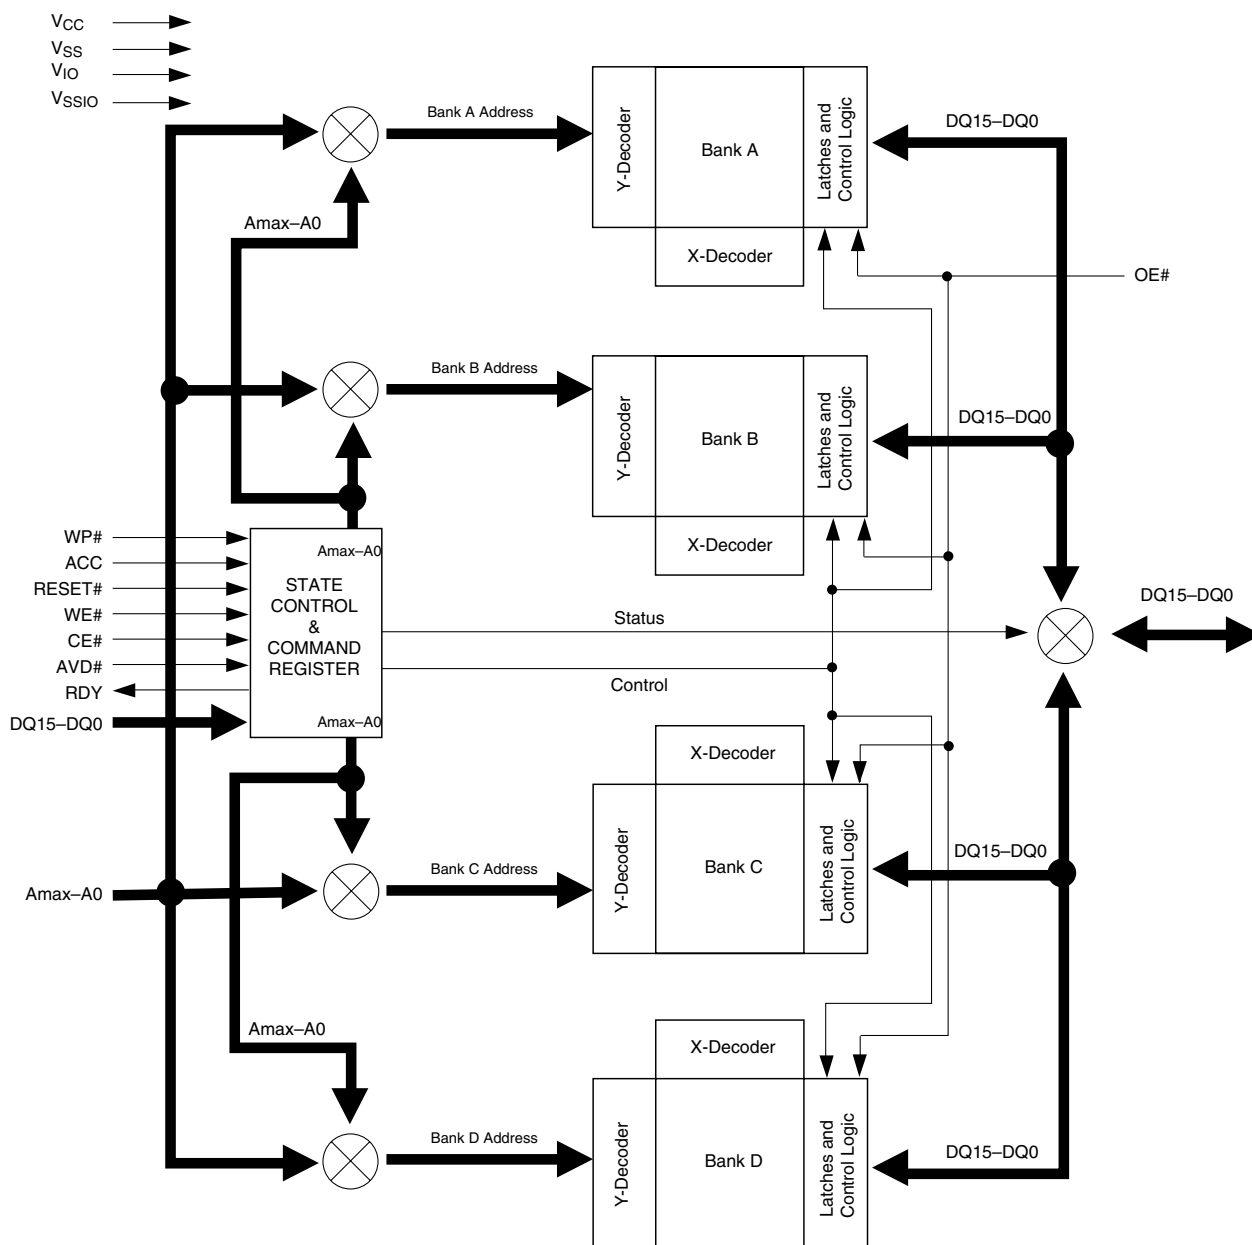 VCC
VSS
VIO
VSSIO
Bank A Address
Y-Decoder
Bank A
Latches and
Control Logic
X-Decoder
DQ15–DQ0
Amax–A0
OE#
Bank B Address
Y-Decoder
Bank B
Latches and
Control Logic
X-Decoder
DQ15–DQ0
WP#
ACC
RESET#
WE#
CE#
AVD#
RDY
DQ15–DQ0
Amax–A0
STATE
CONTROL
&
COMMAND
REGISTER
Amax–A0
Status
Control
DQ15–DQ0
X-Decoder
Amax–A0
Bank C Address
Y-Decoder
Bank C
Latches and
Control Logic
DQ15–DQ0
Amax–A0
X-Decoder
Bank D Address
Y-Decoder
Bank D
Latches and
Control Logic
DQ15–DQ0